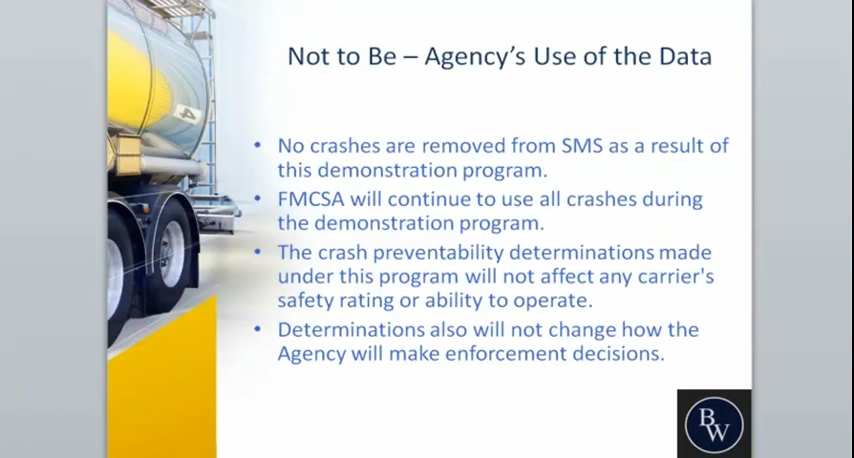 Not to Be – Agency's Use of the Data
• No crashes are removed from SMS as a result of
this demonstration program.
• FMCSA will continue to use all crashes during
the demonstration program.
• The crash preventability determinations made
under this program will not affect any carrier's
safety rating or ability to operate.
• Determinations also will not change how the
Agency will make enforcement decisions.
4
BW